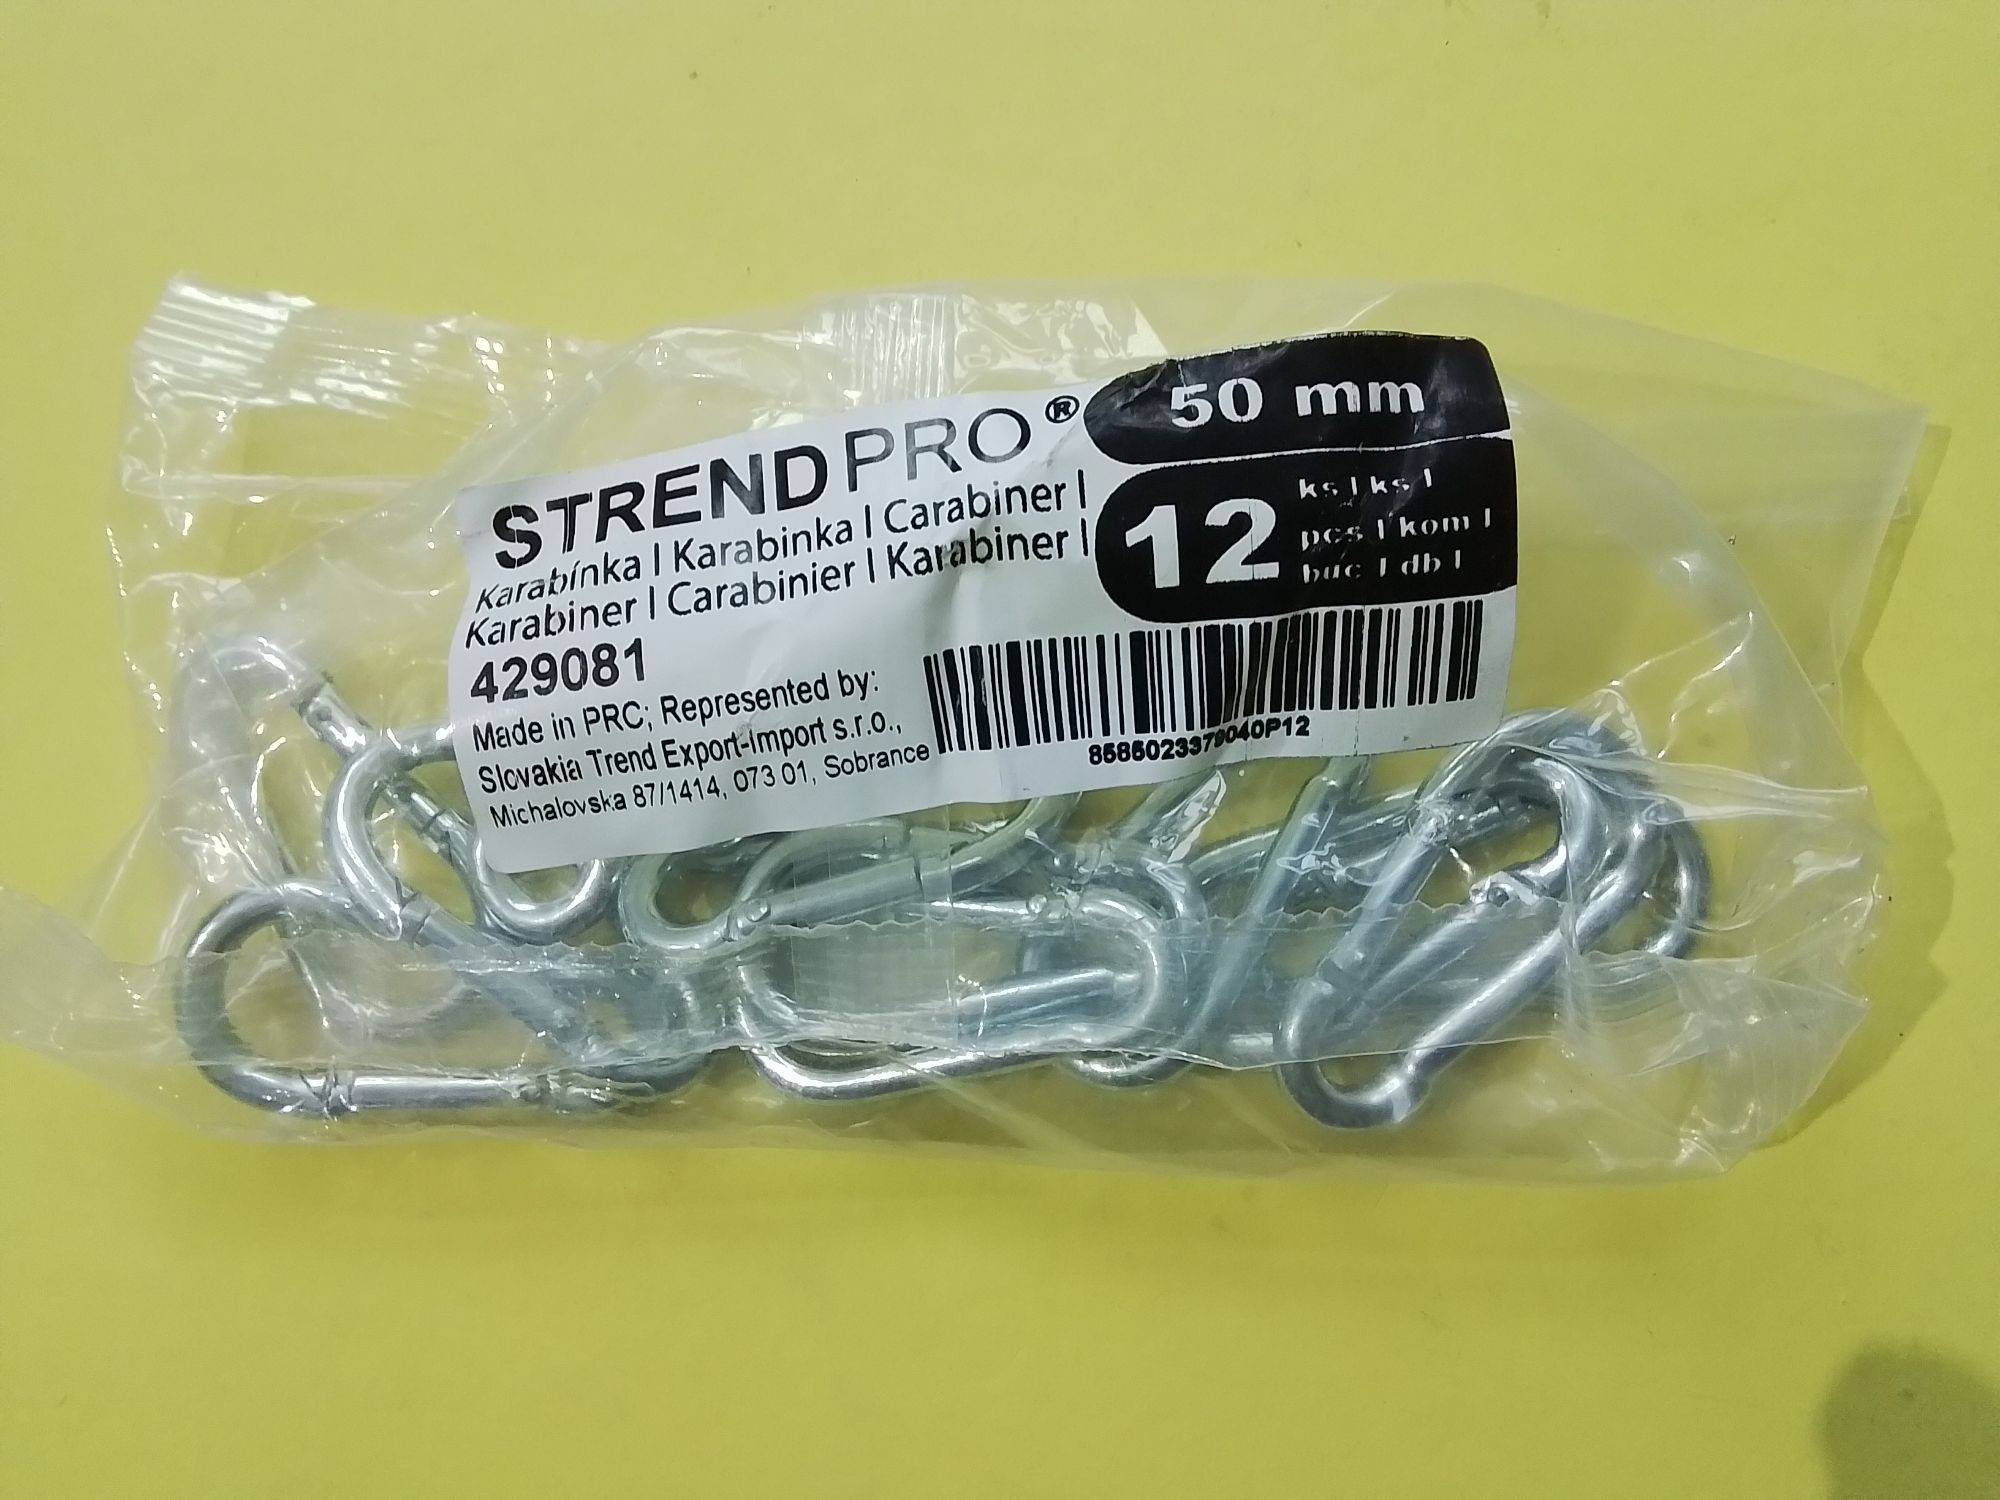 STRENDPRO®
Karabínka | Karabinka | Carabiner |
Karabiner | Carabinier | Karabiner |
429081
Made in PRC; Represented by:
Slovakia Trend Export-Import s.r.o.,
Michalovska 87/1414, 073 01, Sobrance
50 mm
12
ks | ks |
pcs | kom |
buc | db |
8585023379040P12